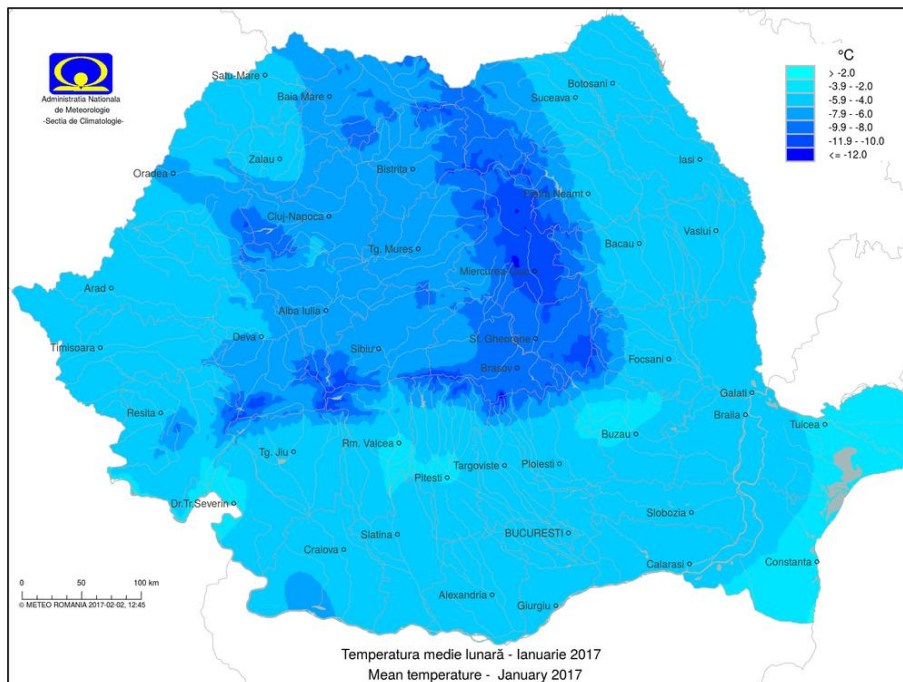 °C
> -2.0
-3.9 - -2.0
-5.9 - -4.0
-7.9 - -6.0
-9.9 - -8.0
-11.9 - -10.0
<= -12.0
Administratia Nationala
de Meteorologie
-Sectia de Climatologie-
Satu-Mare
Baia Mare
Botosani
Suceava
Zalau
Oradea
Bistrita
Iasi
Piatra Neamt
Cluj-Napoca
Tg. Mures
Bacau
Vaslui
Miercurea Ciuc
Arad
Alba Iulia
Deva
Timisoara
Sibiu
Sf. Gheorghe
Brasov
Focsani
Galati
Resita
Braila
Tulcea
Rm. Valcea
Buzau
Tg. Jiu
Pitesti
Targoviste
Ploiesti
Dr.Tr.Severin
Slobozia
Slatina
BUCURESTI
Craiova
Calarasi
Constanta
Alexandria
Giurgiu
0 50 100 km
© METEO ROMANIA 2017-02-02, 12:45
Temperatura medie lunară - Ianuarie 2017
Mean temperature - January 2017